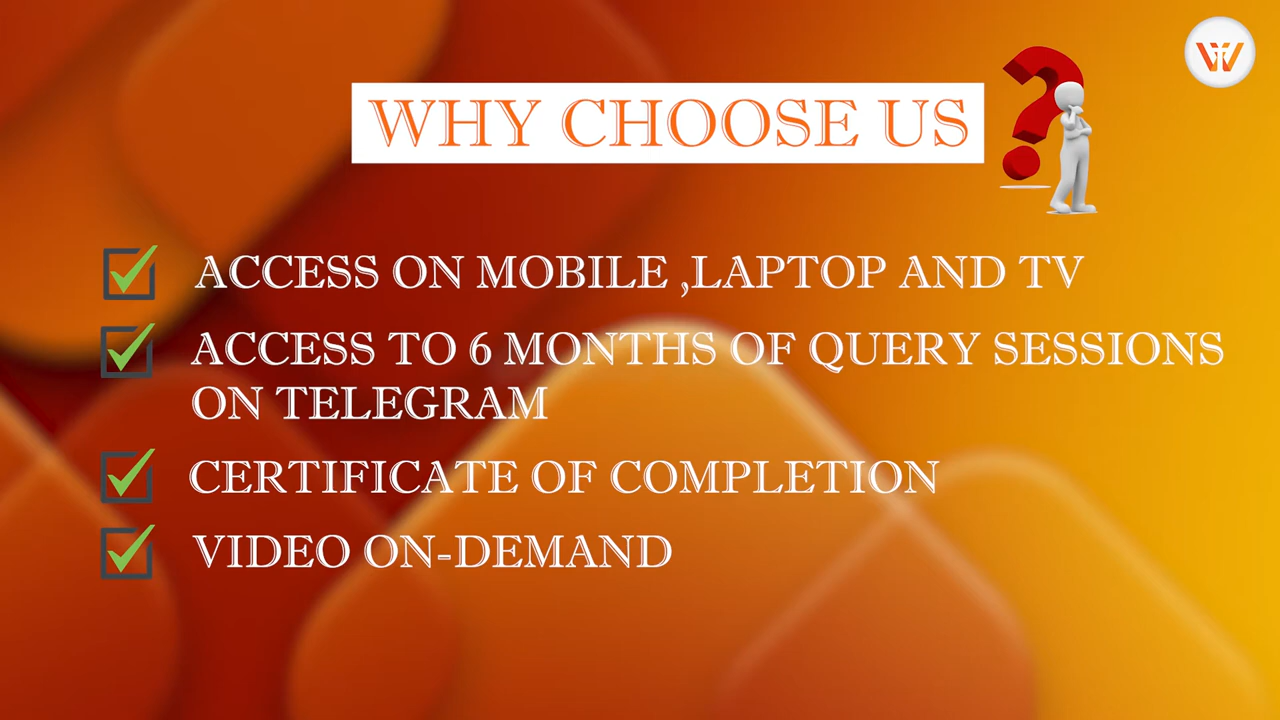 WHY CHOOSE US
ACCESS ON MOBILE ,LAPTOP AND TV
ACCESS TO 6 MONTHS OF QUERY SESSIONS
ON TELEGRAM
CERTIFICATE OF COMPLETION
VIDEO ON-DEMAND